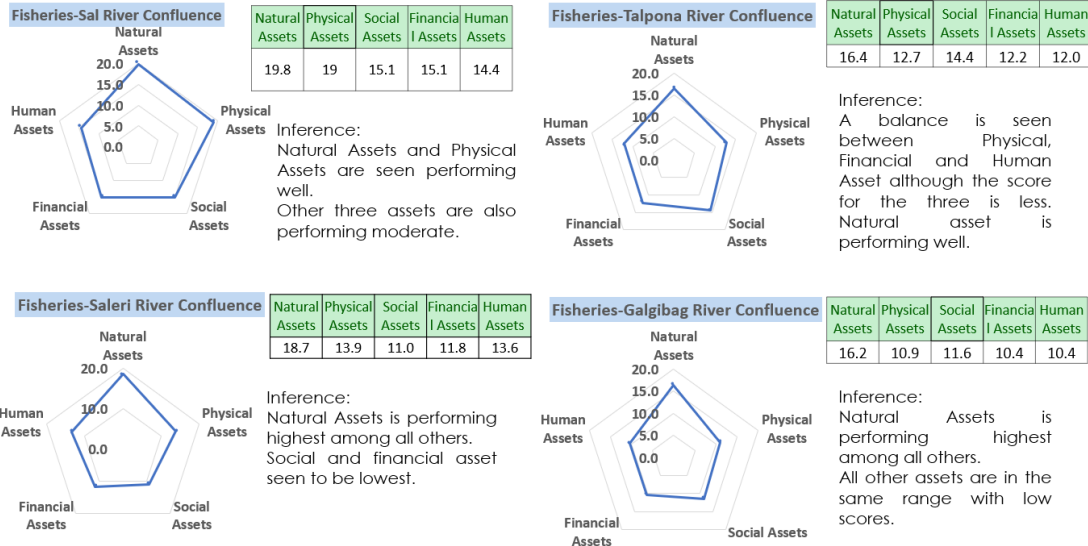 Fisheries-Sal River Confluence
Natural
Assets
20.0
15.0
10.0
5.0
0.0
Human
Assets
Physical
Assets
Financial
Assets
Social
Assets
Natural Assets Physical Assets Social Assets Financia l Assets Human Assets
19.8 19 15.1 15.1 14.4
Inference:
Natural Assets and Physical
Assets are seen performing
well.
Other three assets are also
performing moderate.
Fisheries-Talpona River Confluence
Natural
Assets
20.0
15.0
10.0
5.0
0.0
Human
Assets
Physical
Assets
Financial
Assets
Social
Assets
Natural Assets Physical Assets Social Assets Financia l Assets Human Assets
16.4 12.7 14.4 12.2 12.0
Inference:
A balance is seen
between Physical,
Financial and Human
Asset although the score
for the three is less.
Natural asset is
performing well.
Fisheries-Saleri River Confluence
Natural
Assets
20.0
10.0
0.0
Human
Assets
Physical
Assets
Financial
Assets
Social
Assets
Natural Assets Physical Assets Social Assets Financia l Assets Human Assets
18.7 13.9 11.0 11.8 13.6
Inference:
Natural Assets is performing
highest among all others.
Social and financial asset
seen to be lowest.
Fisheries-Galgibag River Confluence
Natural
Assets
20.0
15.0
10.0
5.0
0.0
Human
Assets
Physical
Assets
Financial
Assets
Social Assets
Natural Assets Physical Assets Social Assets Financia l Assets Human Assets
16.2 10.9 11.6 10.4 10.4
Inference:
Natural Assets is
performing highest
among all others.
All other assets are in the
same range with low
scores.